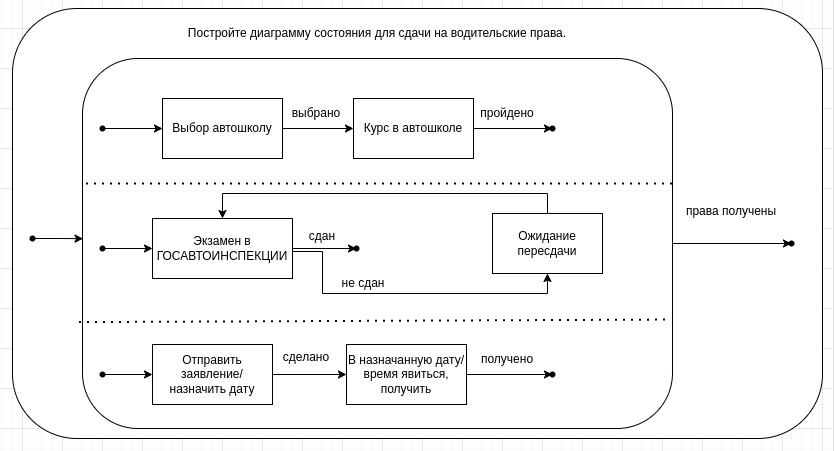 Постройте диаграмму состояния для сдачи на водительские права.
Выбор автошколу
выбрано
Курс в автошколе
пройдено
Экзамен в
ГОСАВТОИНСПЕКЦИИ
сдан
не сдан
Ожидание
пересдачи
права получены
Отправить
заявление/
назначить дату
сделано
В назначанную дату/
время явиться,
получить
получено